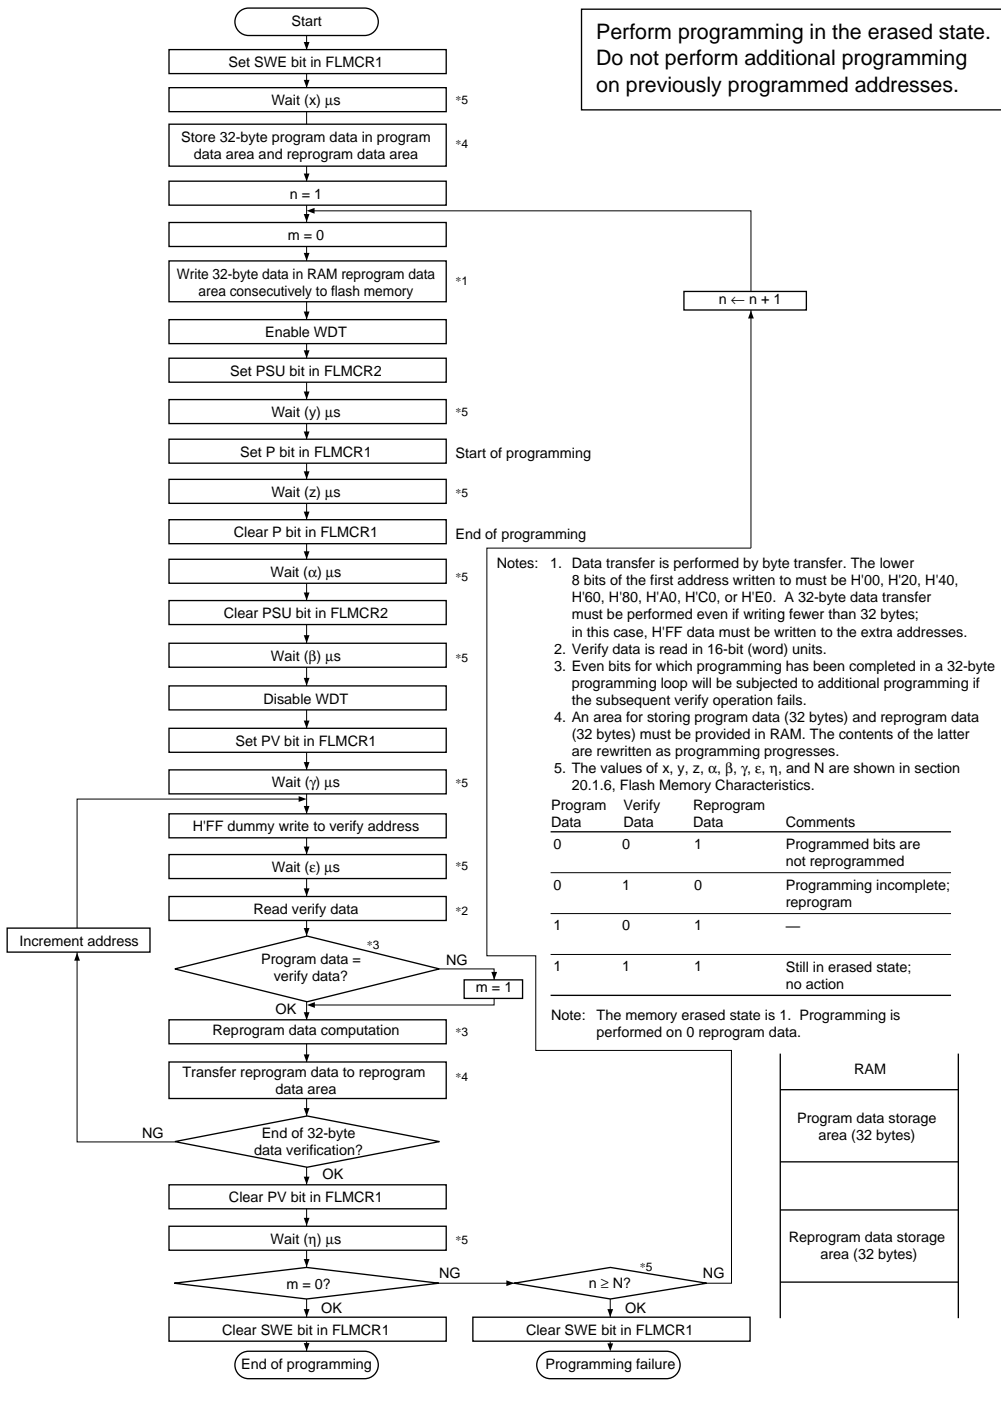 Start
Perform programming in the erased state.
Do not perform additional programming
on previously programmed addresses.
Set SWE bit in FLMCR1
Wait (x) μs
*5
Store 32-byte program data in program
data area and reprogram data area
*4
n = 1
m = 0
Write 32-byte data in RAM reprogram data
area consecutively to flash memory
*1
n ← n + 1
Enable WDT
Set PSU bit in FLMCR2
Wait (y) μs
*5
Set P bit in FLMCR1
Start of programming
Wait (z) μs
*5
Clear P bit in FLMCR1
End of programming
Wait (α) μs
*5
Clear PSU bit in FLMCR2
Wait (β) μs
*5
Disable WDT
Set PV bit in FLMCR1
Wait (γ) μs
*5
H'FF dummy write to verify address
Wait (ε) μs
*5
Read verify data
*2
Increment address
*3
Program data =
verify data?
NG
m = 1
OK
Reprogram data computation
*3
Transfer reprogram data to reprogram
data area
*4
NG
End of 32-byte
data verification?
OK
Clear PV bit in FLMCR1
Wait (η) μs
*5
m = 0?
NG
OK
Clear SWE bit in FLMCR1
End of programming
*5
n ≥ N?
NG
OK
Clear SWE bit in FLMCR1
Programming failure
Notes: 1. Data transfer is performed by byte transfer. The lower
8 bits of the first address written to must be H'00, H'20, H'40,
H'60, H'80, H'A0, H'C0, or H'E0. A 32-byte data transfer
must be performed even if writing fewer than 32 bytes;
in this case, H'FF data must be written to the extra addresses.
2. Verify data is read in 16-bit (word) units.
3. Even bits for which programming has been completed in a 32-byte
programming loop will be subjected to additional programming if
the subsequent verify operation fails.
4. An area for storing program data (32 bytes) and reprogram data
(32 bytes) must be provided in RAM. The contents of the latter
are rewritten as programming progresses.
5. The values of x, y, z, α, β, γ, ε, η, and N are shown in section
20.1.6, Flash Memory Characteristics.
Program Verify Reprogram
Data Data Data Comments
0 0 1 Programmed bits are
not reprogrammed
0 1 0 Programming incomplete;
reprogram
1 0 1 —
1 1 1 Still in erased state;
no action
Note: The memory erased state is 1. Programming is
performed on 0 reprogram data.
RAM
Program data storage
area (32 bytes)
Reprogram data storage
area (32 bytes)